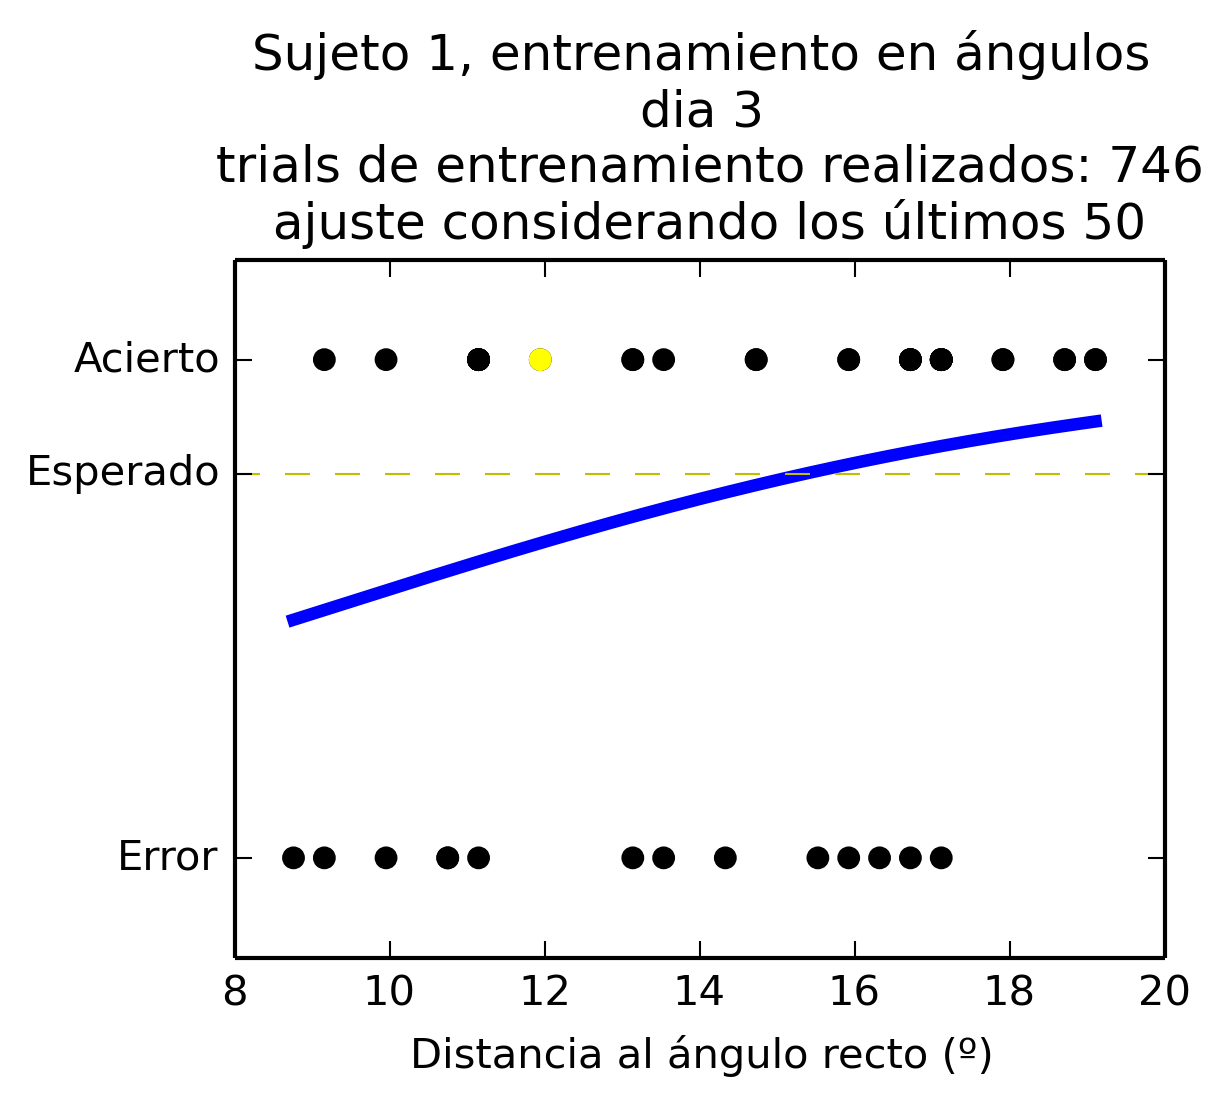 Sujeto 1, entrenamiento en ángulos
dia 3
trials de entrenamiento realizados: 746
ajuste considerando los últimos 50
Acierto
Esperado
Error
8 10 12 14 16 18 20
Distancia al ángulo recto (º)